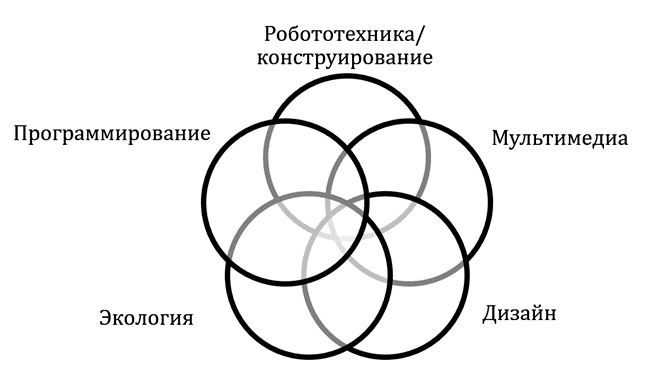 Робототехника/
конструирование
Программирование
Мультимедиа
Экология
Дизайн